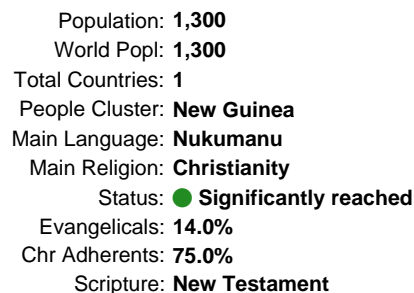 Population: 1,300
World Popl: 1,300
Total Countries: 1
People Cluster: New Guinea
Main Language: Nukumanu
Main Religion: Christianity
Status: Significantly reached
Evangelicals: 14.0%
Chr Adherents: 75.0%
Scripture: New Testament